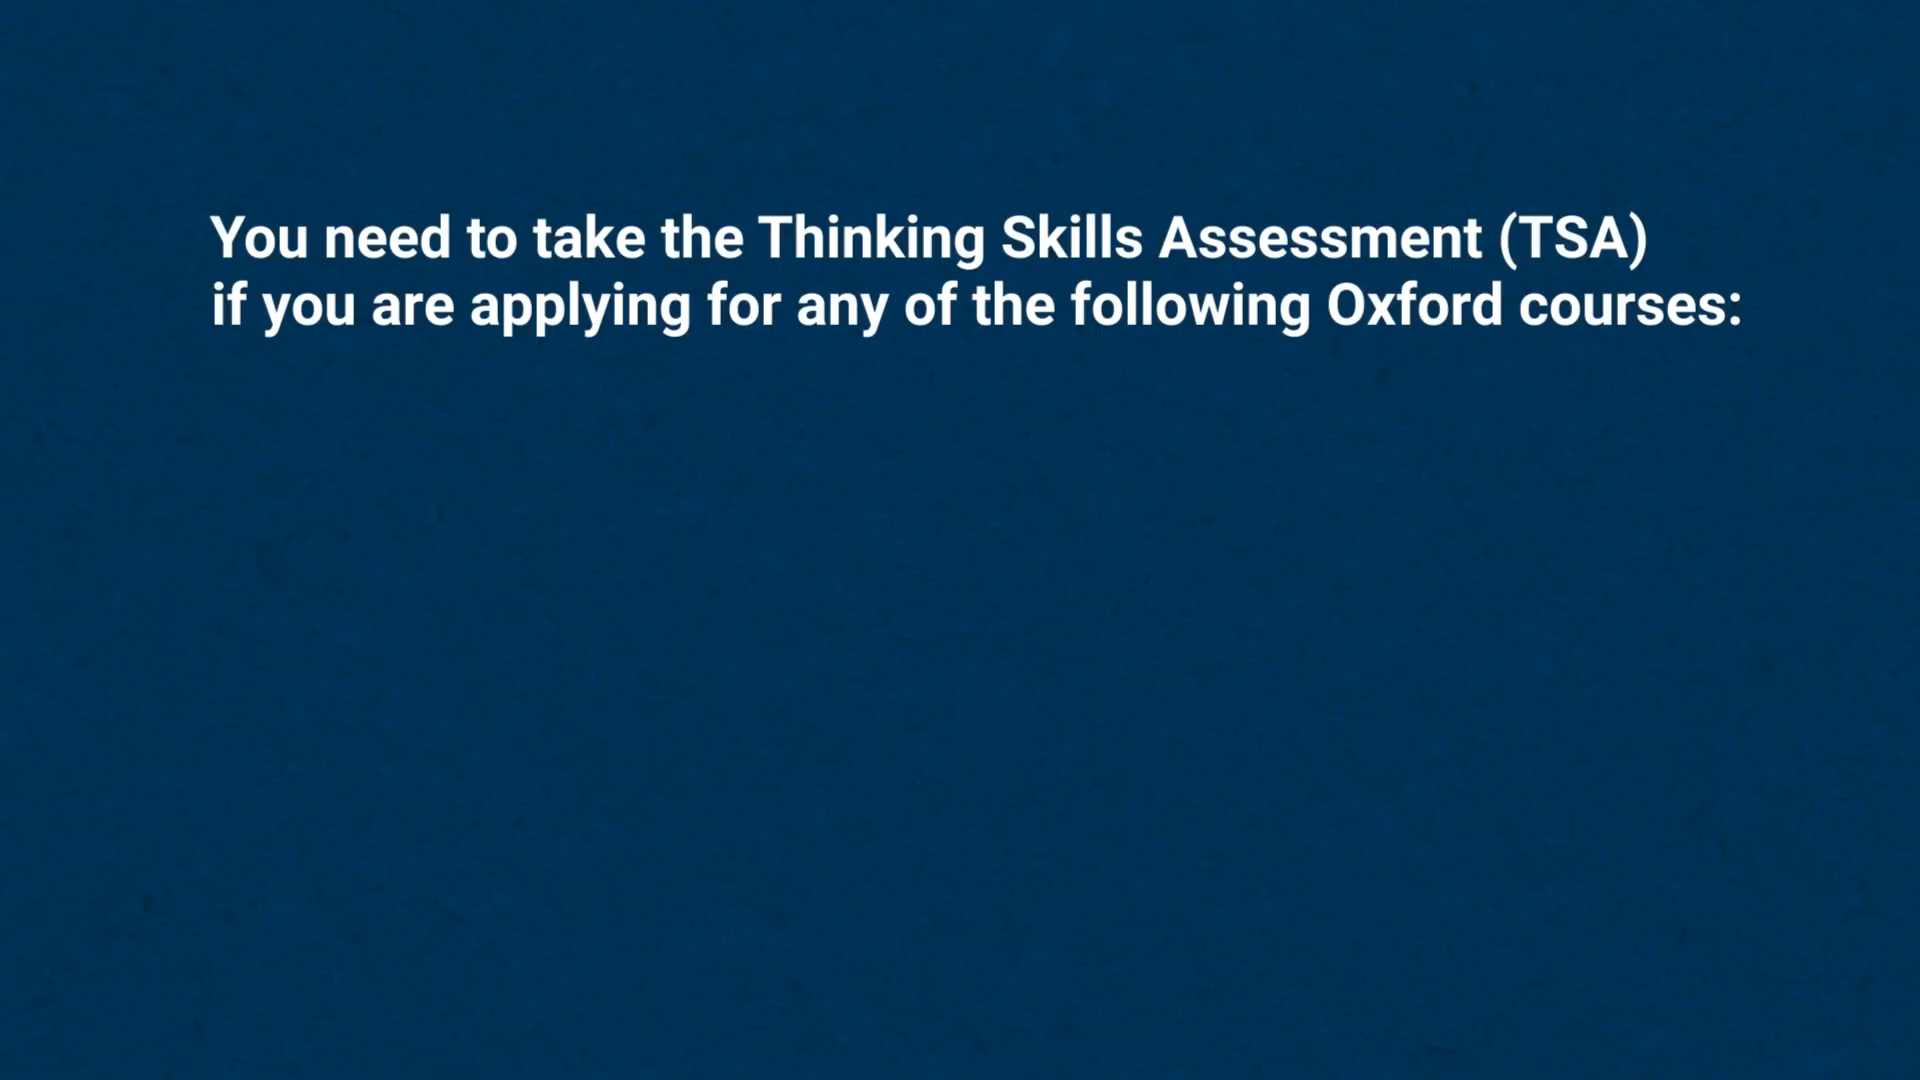 You need to take the Thinking Skills Assessment (TSA)
if you are applying for any of the following Oxford courses: